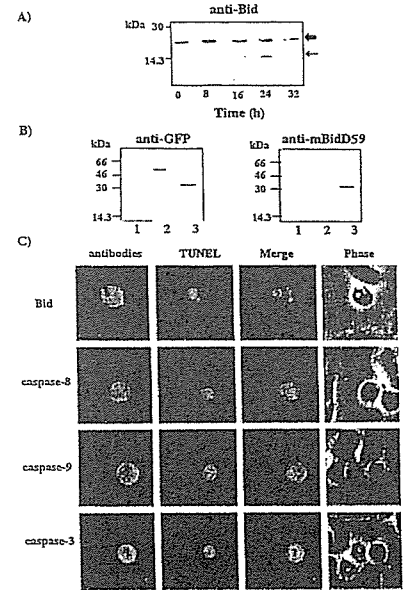 A)
anti-Bid
kDa
30
14.3
0 8 16 24 32
Time (h)
B)
anti-GFP
anti-mBidD59
kDa
66
46
30
14.3
1 2 3
kDa
66
46
30
14.3
1 2 3
C)
antibodies TUNEL Merge Phase
Bid
caspase-8
caspase-9
caspase-3